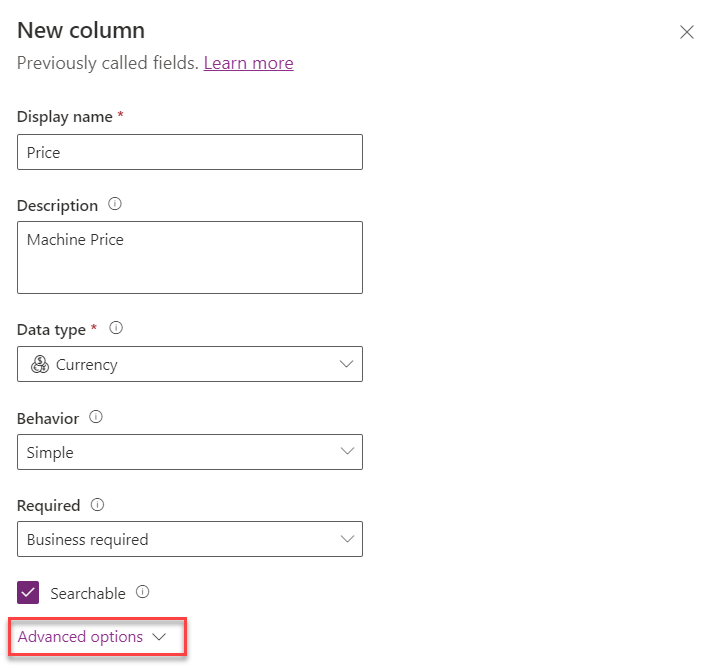 New column
Previously called fields. Learn more
Display name *
Price
Description
Machine Price
Data type *
Currency
Behavior
Simple
Required
Business required
Searchable
Advanced options